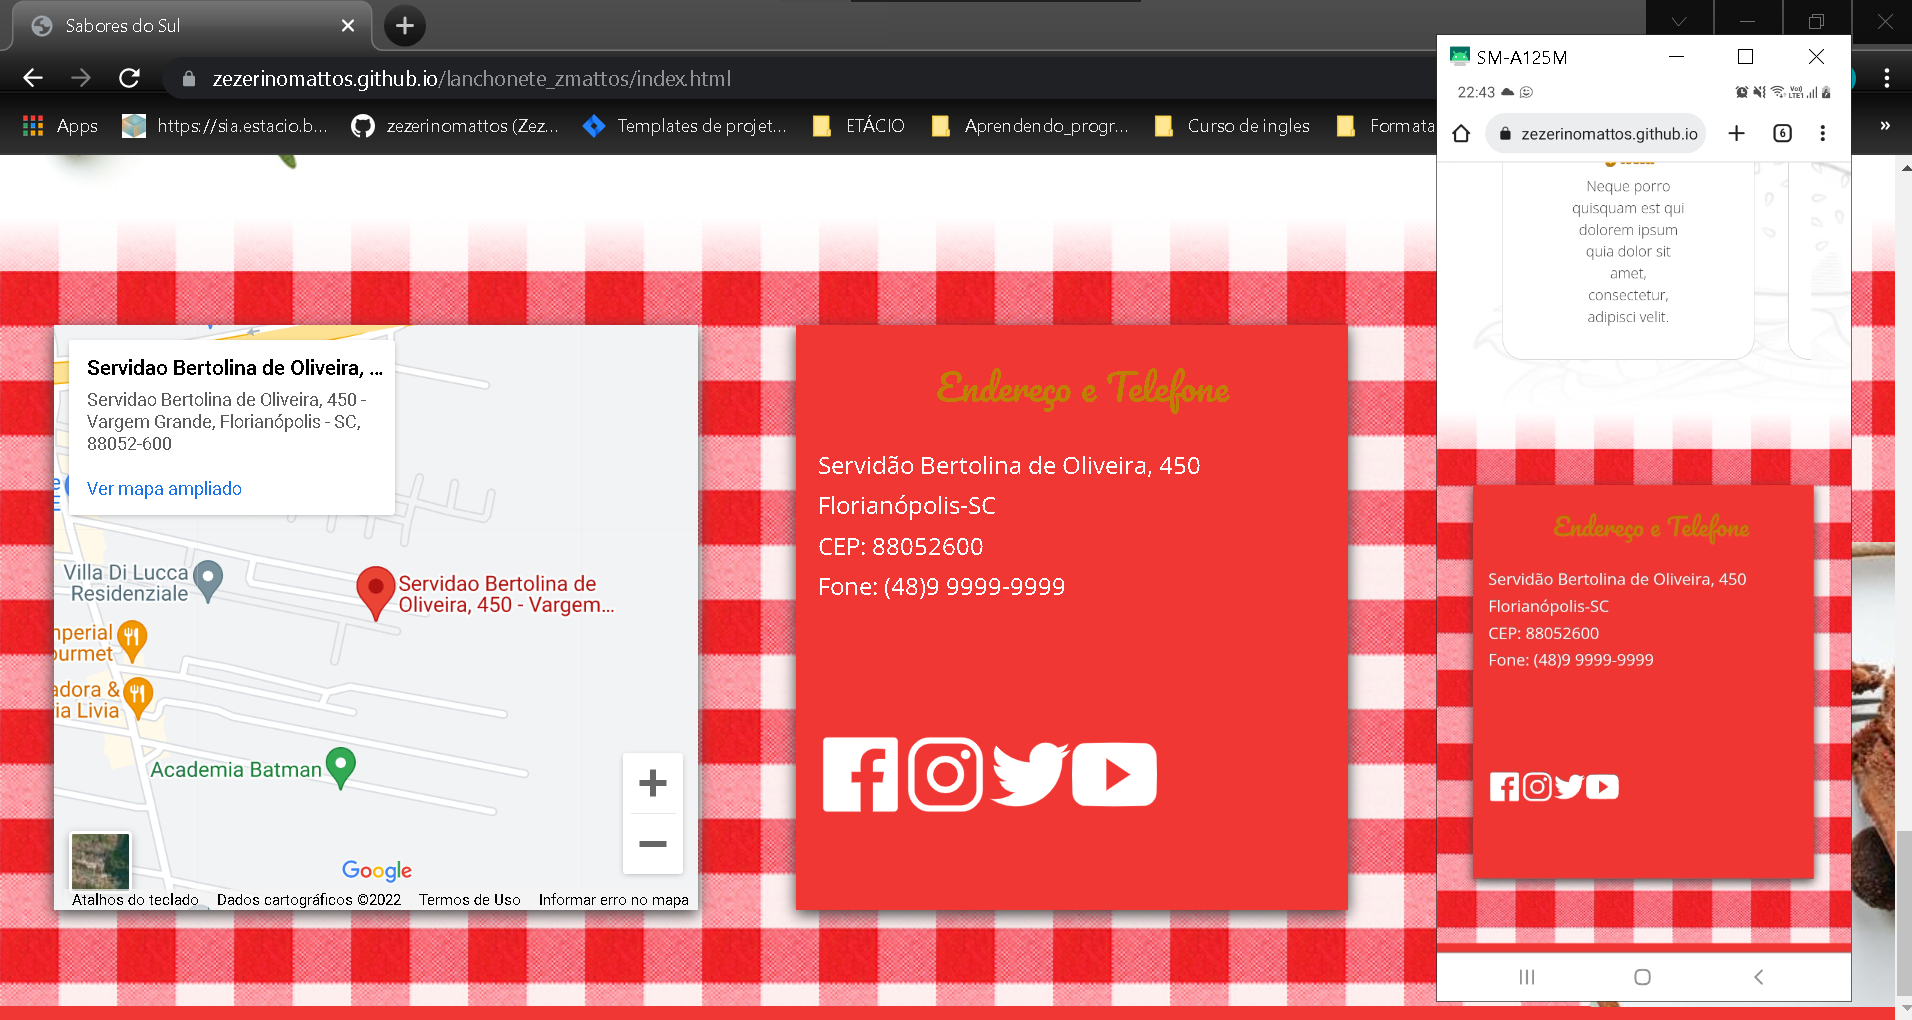 Sabores do Sul
zezerinomattos.github.io/lanchonete_zmattos/index.html
Apps
https://sia.estacio.b...
zezerinomattos (Zez...
Templates de projet...
ETÁCIO
Aprendendo_progr...
Curso de ingles
Formata
»
Servidao Bertolina de Oliveira, ...
Servidao Bertolina de Oliveira, 450 -
Vargem Grande, Florianópolis - SC,
88052-600
Ver mapa ampliado
Villa Di Lucca
Residenziale
Servidao Bertolina de
Oliveira, 450 - Vargem...
mperial
ourmet
adora &
ia Livia
Academia Batman
Google
Atalhos do teclado
Dados cartográficos ©2022
Termos de Uso
Informar erro no mapa
Endereço e Telefone
Servidão Bertolina de Oliveira, 450
Florianópolis-SC
CEP: 88052600
Fone: (48)9 9999-9999
SM-A125M
22:43
LTE1
zezerinomattos.github.io
6
Neque porro
quisquam est qui
dolorem ipsum
quia dolor sit
amet,
consectetur,
adipisci velit.
Endereço e Telefone
Servidão Bertolina de Oliveira, 450
Florianópolis-SC
CEP: 88052600
Fone: (48)9 9999-9999